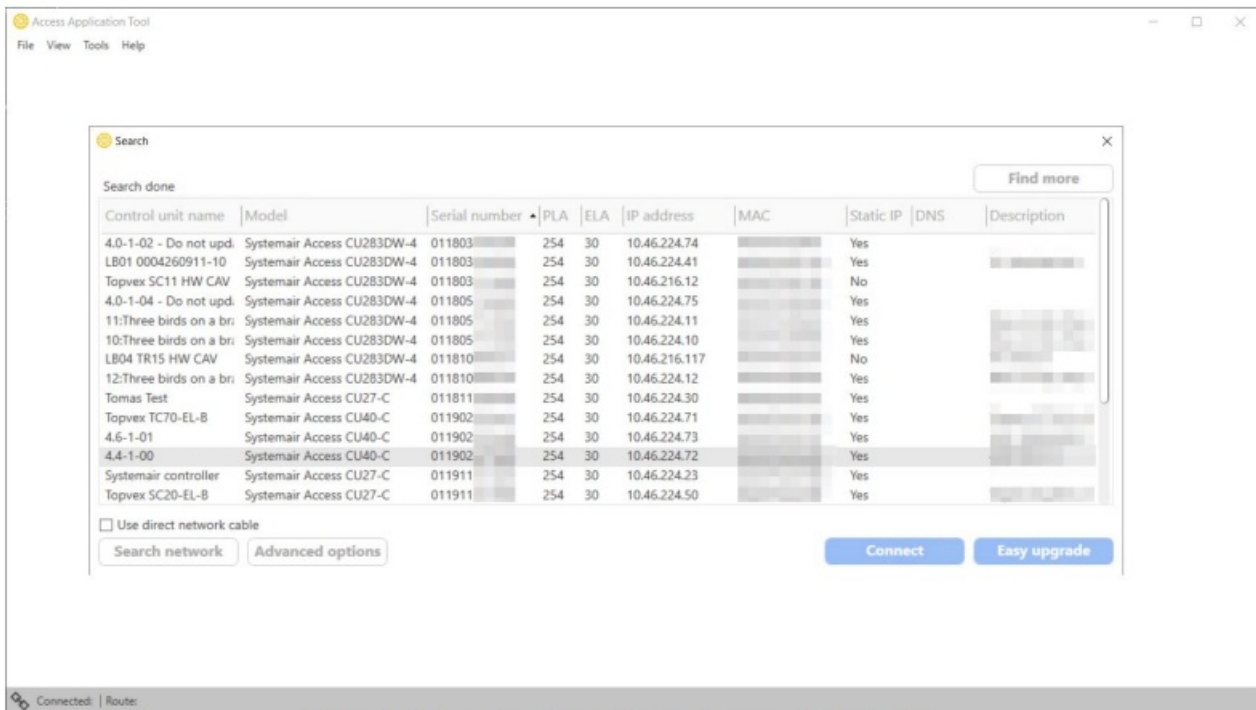 Access Application Tool
File View Tools Help
Search
Search done
Find more
Control unit name Model Serial number PLA ELA IP address MAC Static IP DNS Description
4.0-1-02 - Do not upd Systemair Access CU283DW-4 011803 254 30 10.46.224.74 Yes
LB01 0004260911-10 Systemair Access CU283DW-4 011803 254 30 10.46.224.41 Yes
Topvex SC11 HW CAV Systemair Access CU283DW-4 011803 254 30 10.46.216.12 No
4.0-1-04 - Do not upd Systemair Access CU283DW-4 011805 254 30 10.46.224.75 Yes
11:Three birds on a bra Systemair Access CU283DW-4 011805 254 30 10.46.224.11 Yes
10:Three birds on a bra Systemair Access CU283DW-4 011805 254 30 10.46.224.10 Yes
LB04 TR15 HW CAV Systemair Access CU283DW-4 011810 254 30 10.46.216.117 No
12:Three birds on a bra Systemair Access CU283DW-4 011810 254 30 10.46.224.12 Yes
Tomas Test Systemair Access CU27-C 011811 254 30 10.46.224.30 Yes
Topvex TC70-EL-B Systemair Access CU40-C 011902 254 30 10.46.224.71 Yes
4.6-1-01 Systemair Access CU40-C 011902 254 30 10.46.224.73 Yes
4.4-1-00 Systemair Access CU40-C 011902 254 30 10.46.224.72 Yes
Systemair controller Systemair Access CU27-C 011911 254 30 10.46.224.23 Yes
Topvex SC20-EL-B Systemair Access CU27-C 011911 254 30 10.46.224.50 Yes
Use direct network cable
Search network Advanced options Connect Easy upgrade
Connected: | Route: